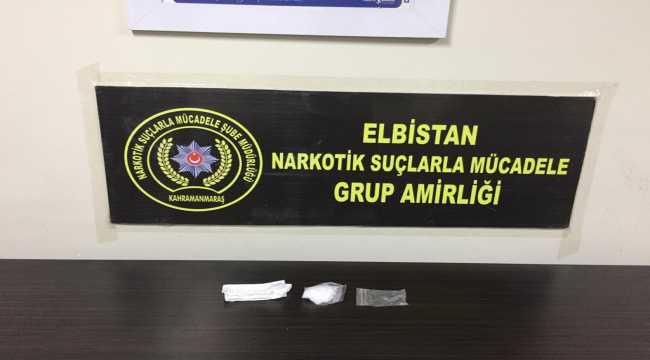 NARKOTİK SUÇLARLA MÜCADELE ŞUBE MÜDÜRLÜĞÜ
KAHRAMANMARAŞ
ELBİSTAN
NARKOTİK SUÇLARLA MÜCADELE
GRUP AMİRLİĞİ